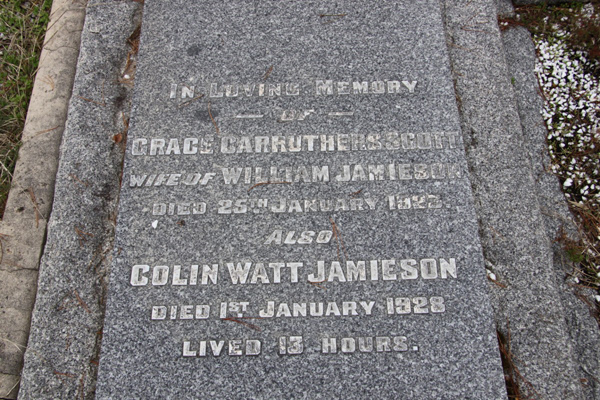 IN LOVING MEMORY
— OF —
GRACE CARRUTHERS SCOTT
WIFE OF WILLIAM JAMIESON
DIED 25TH JANUARY
ALSO
COLIN WATT JAMIESON
DIED 1ST JANUARY 1928
LIVED 13 HOURS.